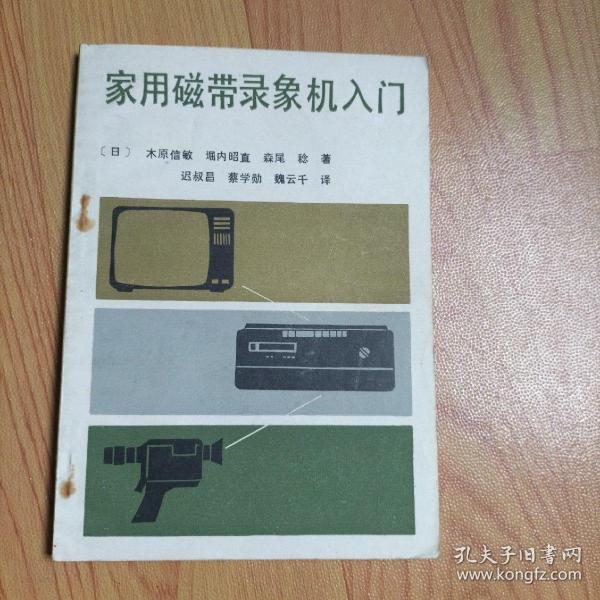 家用磁带录象机入门
〔日〕 木原信敏 堀内昭直 森尾 稔 著
迟叔昌 蔡学勋 魏云千 译
孔夫子旧书网
www.kongfz.com